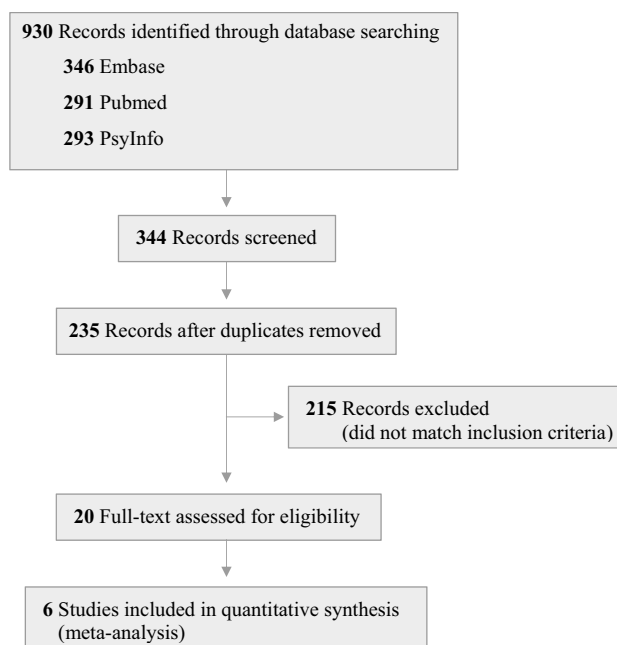 930 Records identified through database searching
346 Embase
291 Pubmed
293 PsyInfo
344 Records screened
235 Records after duplicates removed
215 Records excluded
(did not match inclusion criteria)
20 Full-text assessed for eligibility
6 Studies included in quantitative synthesis
(meta-analysis)